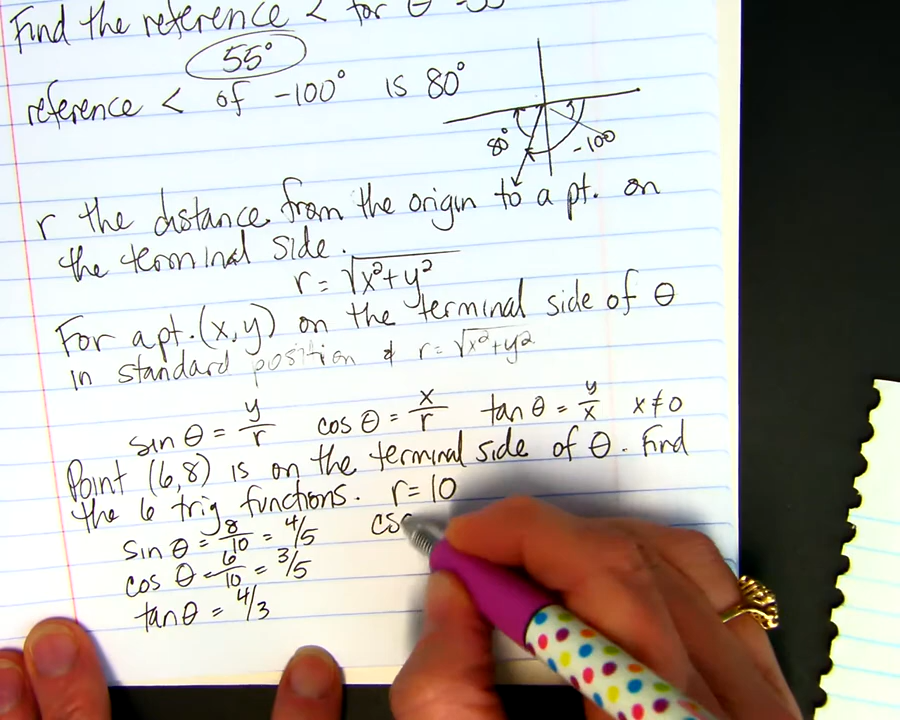 Find the reference < for θ
55°
reference < of -100° is 80°
80°
-100
r the distance from the origin to a pt. on
the terminal side.
r = √x²+y²
For a pt. (x,y) on the terminal side of θ
in standard position & r = √x²+y²
sin θ = y/r cos θ = x/r tan θ = y/x x≠0
Point (6,8) is on the terminal side of θ. Find
the 6 trig functions. r=10
sin θ = 8/10 = 4/5 csc
cos θ = 6/10 = 3/5
tan θ = 4/3